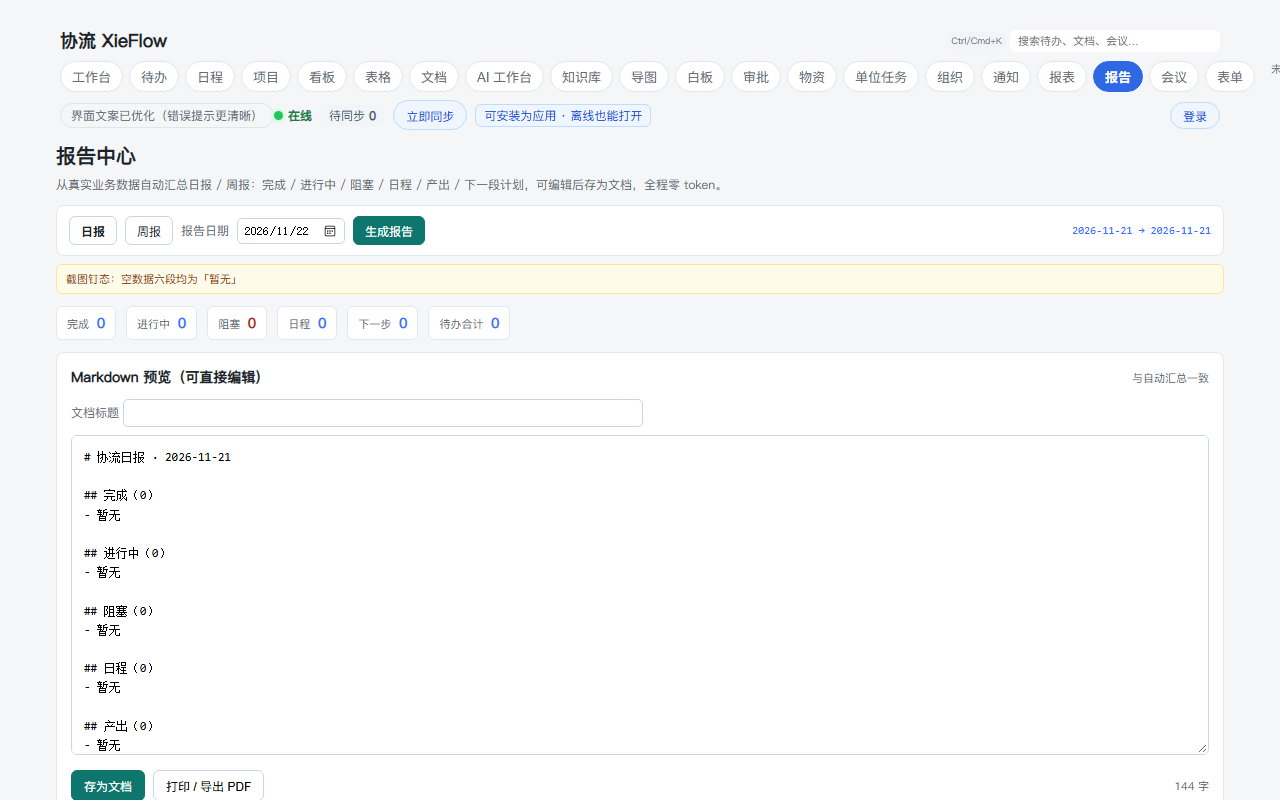 协流 XieFlow
Ctrl/Cmd+K 搜索待办、文档、会议...
工作台 待办 日程 项目 看板 表格 文档 AI 工作台 知识库 导图 白板 审批 物资 单位任务 组织 通知 报表 报告 会议 表单 未
界面文案已优化（错误提示更清晰） 在线 待同步 0 立即同步 可安装为应用 · 离线也能打开 登录
报告中心
从真实业务数据自动汇总日报 / 周报：完成 / 进行中 / 阻塞 / 日程 / 产出 / 下一段计划，可编辑后存为文档，全程零 token。
日报 周报 报告日期 2026/11/22 生成报告 2026-11-21 → 2026-11-21
截图钉态：空数据六段均为「暂无」
完成 0 进行中 0 阻塞 0 日程 0 下一步 0 待办合计 0
Markdown 预览（可直接编辑） 与自动汇总一致
文档标题
# 协流日报 · 2026-11-21
## 完成（0）
- 暂无
## 进行中（0）
- 暂无
## 阻塞（0）
- 暂无
## 日程（0）
- 暂无
## 产出（0）
- 暂无
存为文档 打印 / 导出 PDF 144 字